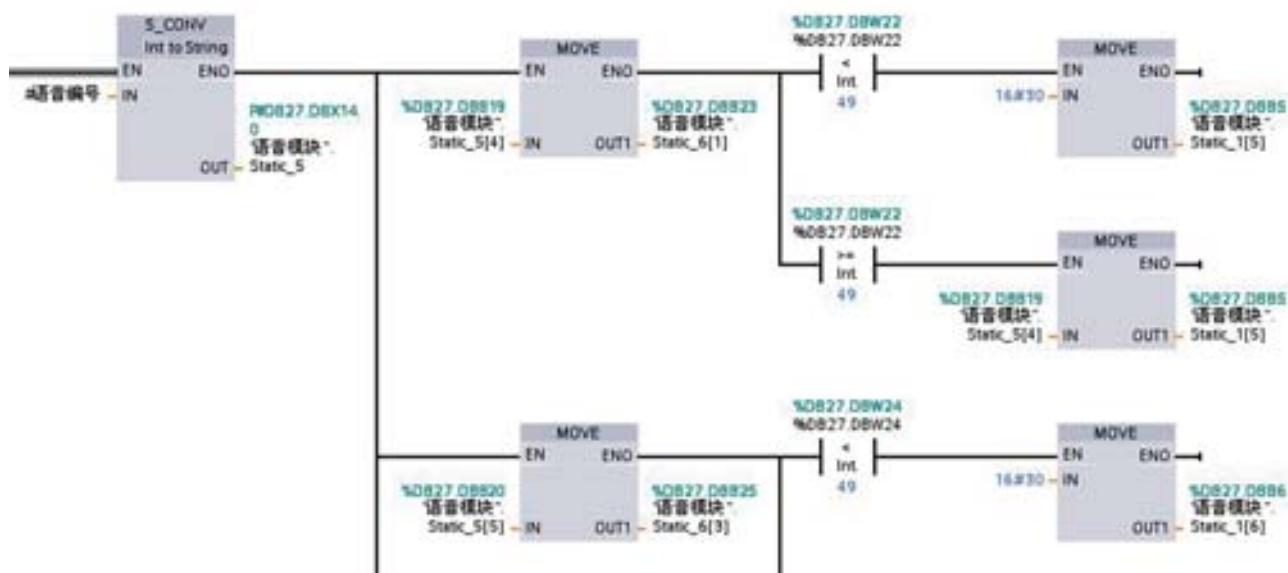 S_CONV
Int to String
EN ENO
#语音编号 IN
P#DB27.DBX14.
0
"语音模块".
OUT Static_5
MOVE
EN ENO
%DB27.DBB19
"语音模块".
Static_5[4] IN
%DB27.DBB23
"语音模块".
OUT1 Static_6[1]
%DB27.DBW22
%DB27.DBW22
<
Int
49
MOVE
EN ENO
16#30 IN
%DB27.DBB5
"语音模块".
OUT1 Static_1[5]
%DB27.DBW22
%DB27.DBW22
>=
Int
49
MOVE
EN ENO
%DB27.DBB19
"语音模块".
Static_5[4] IN
%DB27.DBB5
"语音模块".
OUT1 Static_1[5]
MOVE
EN ENO
%DB27.DBB20
"语音模块".
Static_5[5] IN
%DB27.DBB25
"语音模块".
OUT1 Static_6[3]
%DB27.DBW24
%DB27.DBW24
<
Int
49
MOVE
EN ENO
16#30 IN
%DB27.DBB6
"语音模块".
OUT1 Static_1[6]